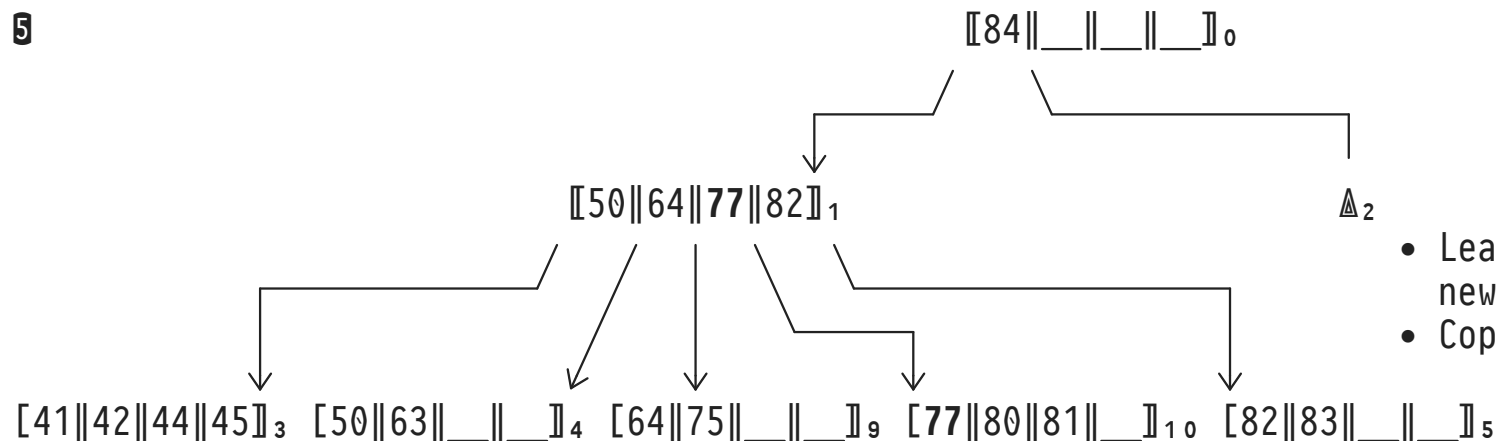 5
⟦84‖__‖__‖__⟧₀
⟦50‖64‖77‖82⟧₁
₂
• Lea
new
• Cop
[41‖42‖44‖45⟧₃ [50‖63‖__‖__⟧₄ [64‖75‖__‖__⟧₉ [77‖80‖81‖__⟧₁₀ [82‖83‖__‖__⟧₅